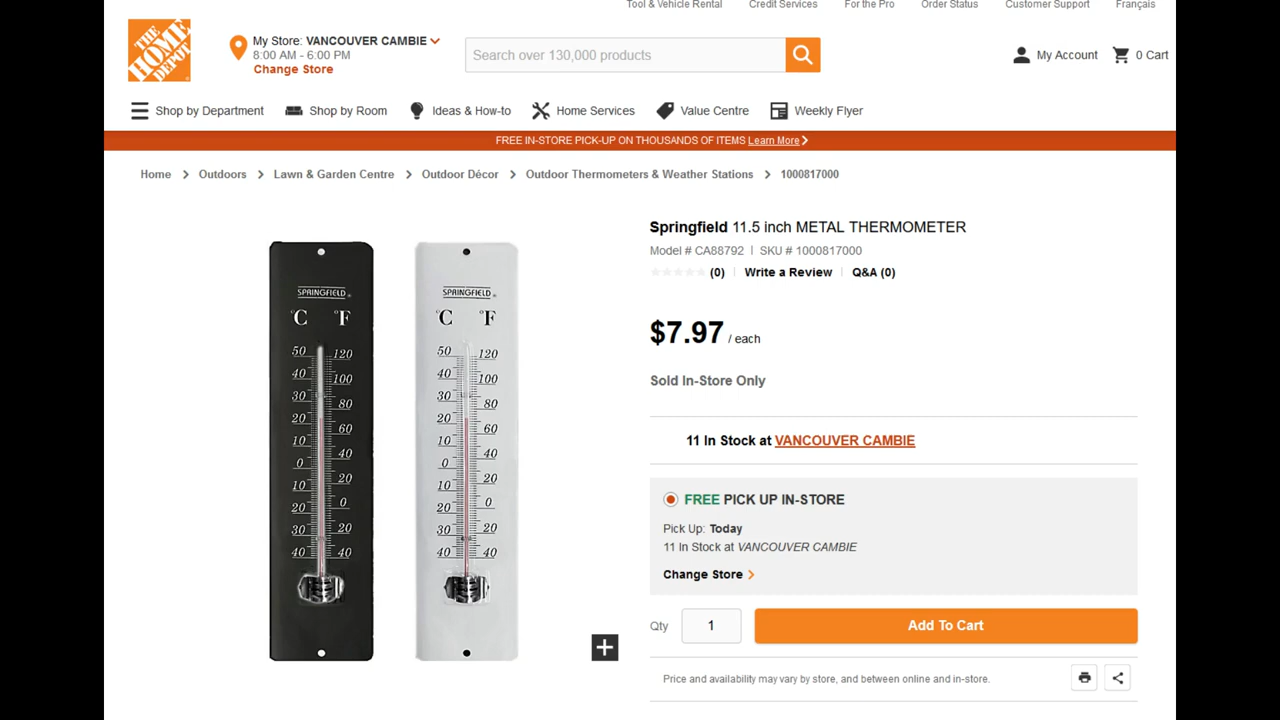 Tool & Vehicle Rental Credit Services For the Pro Order Status Customer Support Français
THE HOME DEPOT
My Store: VANCOUVER CAMBIE
8:00 AM - 6:00 PM
Change Store
Search over 130,000 products
My Account 0 Cart
Shop by Department Shop by Room Ideas & How-to Home Services Value Centre Weekly Flyer
FREE IN-STORE PICK-UP ON THOUSANDS OF ITEMS Learn More
Home Outdoors Lawn & Garden Centre Outdoor Décor Outdoor Thermometers & Weather Stations 1000817000
Springfield 11.5 inch METAL THERMOMETER
Model # CA88792 | SKU # 1000817000
(0) Write a Review Q&A (0)
$7.97 / each
Sold In-Store Only
11 In Stock at VANCOUVER CAMBIE
FREE PICK UP IN-STORE
Pick Up: Today
11 In Stock at VANCOUVER CAMBIE
Change Store
Qty 1 Add To Cart
Price and availability may vary by store, and between online and in-store.
SPRINGFIELD®
°C °F
50 120
40 100
30 80
20 60
10 40
0 20
10 0
20
30 20
40 40
SPRINGFIELD®
°C °F
50 120
40 100
30 80
20 60
10 40
0 20
10 0
20
30 20
40 40